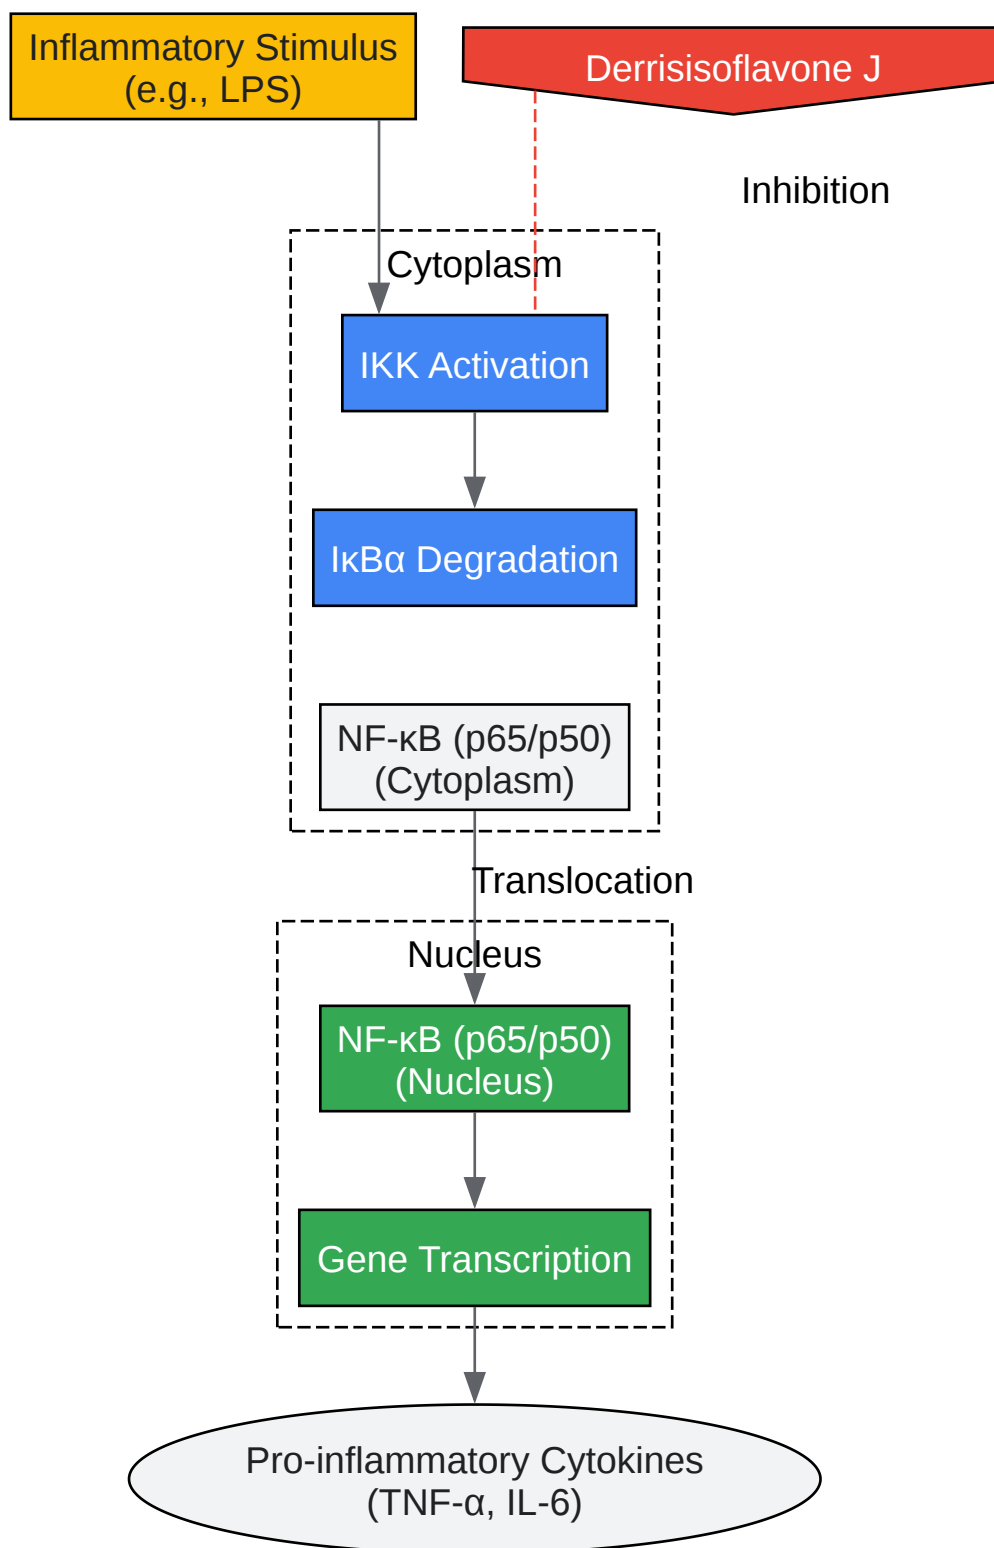 Inflammatory Stimulus
(e.g., LPS)
Derrisisoflavone J
Inhibition
Cytoplasm
IKK Activation
IκBα Degradation
NF-κB (p65/p50)
(Cytoplasm)
Translocation
Nucleus
NF-κB (p65/p50)
(Nucleus)
Gene Transcription
Pro-inflammatory Cytokines
(TNF-α, IL-6)